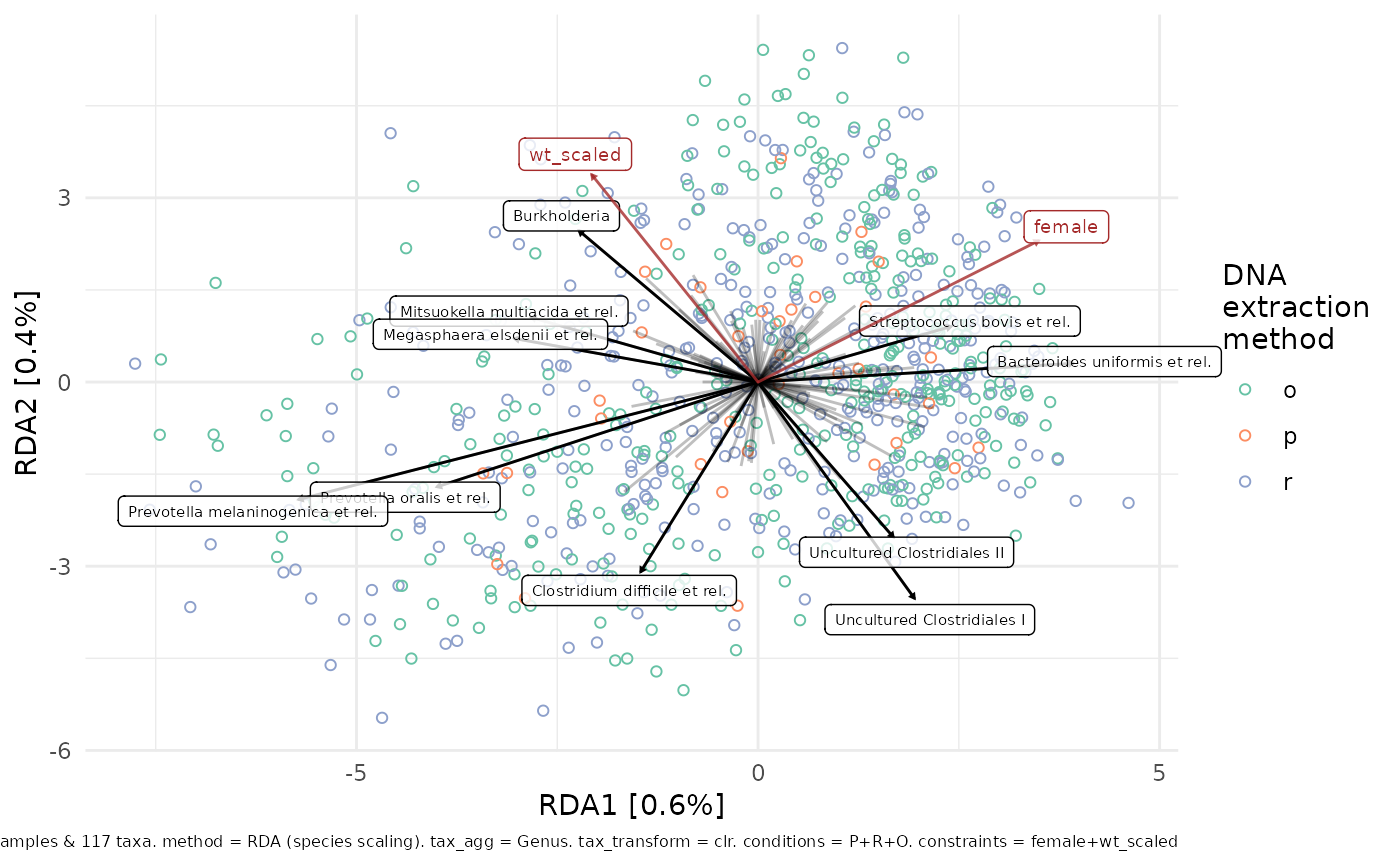 wt_scaled
Burkholderia
female
Mitsuokella multiacida et rel.
Streptococcus bovis et rel.
Megasphaera elsdenii et rel.
Bacteroides uniformis et rel.
Prevotella oralis et rel.
Prevotella melaninogenica et rel.
Uncultured Clostridiales II
Clostridium difficile et rel.
Uncultured Clostridiales I
3
0
-3
-6
RDA2 [0.4%]
-5
0
5
RDA1 [0.6%]
DNA
extraction
method
o
p
r
amples & 117 taxa. method = RDA (species scaling). tax_agg = Genus. tax_transform = clr. conditions = P+R+O. constraints = female+wt_scaled